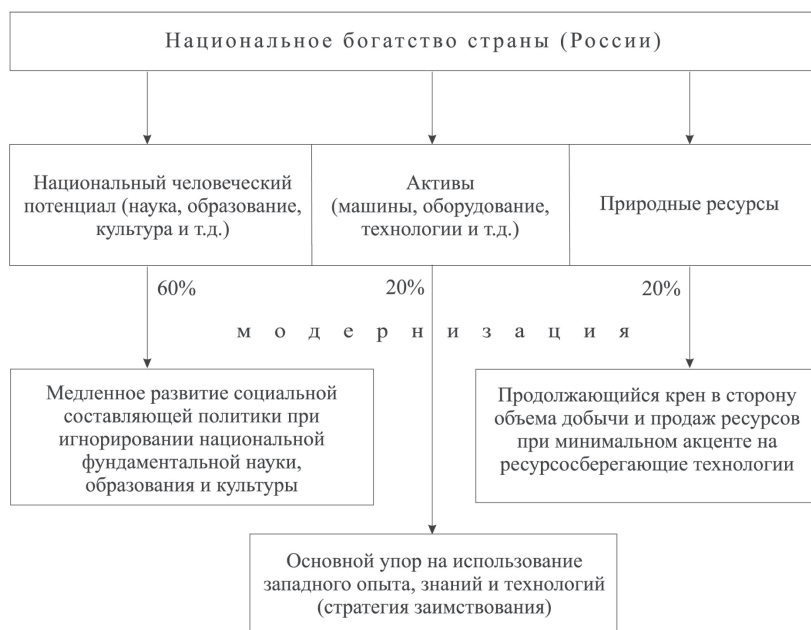 Национальное богатство страны (России)
Национальный человеческий
потенциал (наука, образование,
культура и т.д.)
Активы
(машины, оборудование,
технологии и т.д.)
Природные ресурсы
60%
20%
20%
модернизация
Медленное развитие социальной
составляющей политики при
игнорировании национальной
фундаментальной науки,
образования и культуры
Продолжающийся крен в сторону
объема добычи и продаж ресурсов
при минимальном акценте на
ресурсосберегающие технологии
Основной упор на использование
западного опыта, знаний и технологий
(стратегия заимствования)